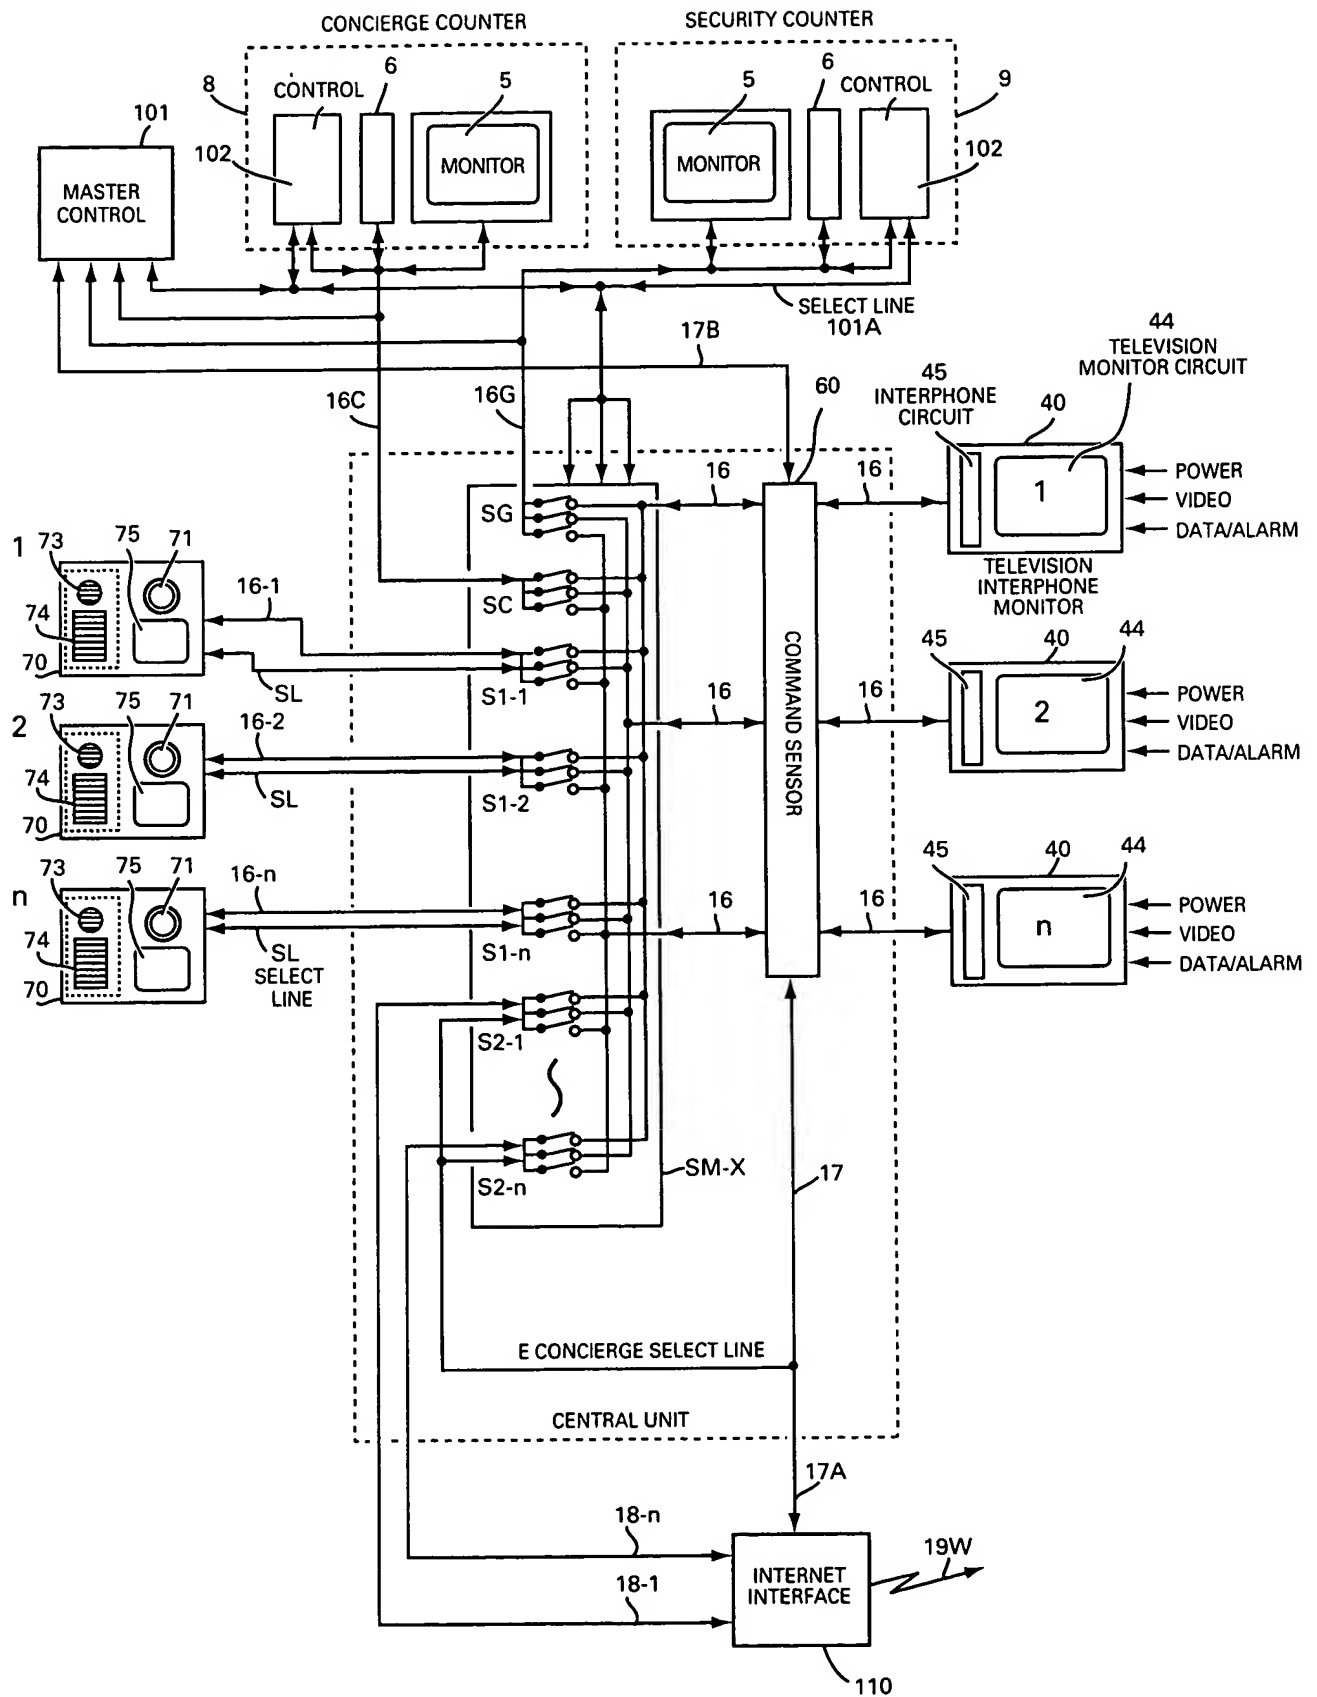 CONCIERGE COUNTER
SECURITY COUNTER
8
CONTROL
6
5
5
6
CONTROL
9
101
102
MONITOR
MONITOR
102
MASTER
CONTROL
SELECT LINE
101A
17B
44
TELEVISION
MONITOR CIRCUIT
45
INTERPHONE
CIRCUIT
40
16C
16G
60
16
16
1
POWER
VIDEO
DATA/ALARM
TELEVISION
INTERPHONE
MONITOR
SG
SC
1
73
75
71
74
70
16-1
SL
S1-1
COMMAND SENSOR
45
40
44
16
16
2
POWER
VIDEO
DATA/ALARM
2
73
75
71
74
70
16-2
SL
S1-2
45
40
44
16
16
n
POWER
VIDEO
DATA/ALARM
n
73
75
71
74
70
16-n
SL
SELECT
LINE
S1-n
S2-1
S2-n
SM-X
17
E CONCIERGE SELECT LINE
CENTRAL UNIT
17A
18-n
18-1
INTERNET
INTERFACE
19W
110